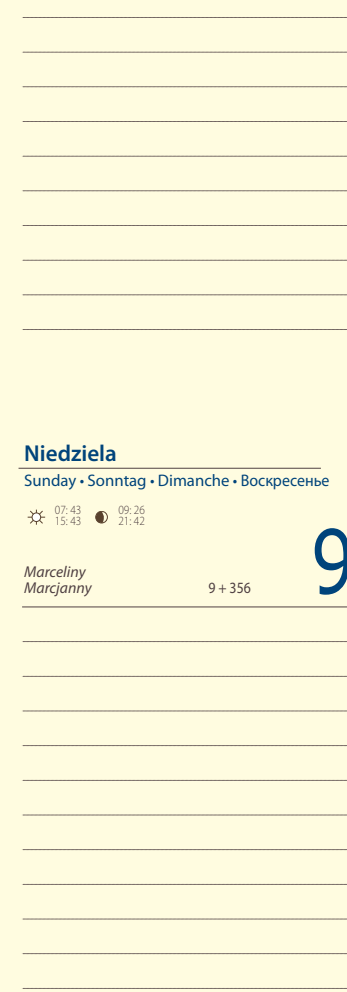 Niedziela
Sunday • Sonntag • Dimanche • Воскресенье
07:43 09:26
15:43 21:42
9
Marceliny
Marcjanny 9 + 356